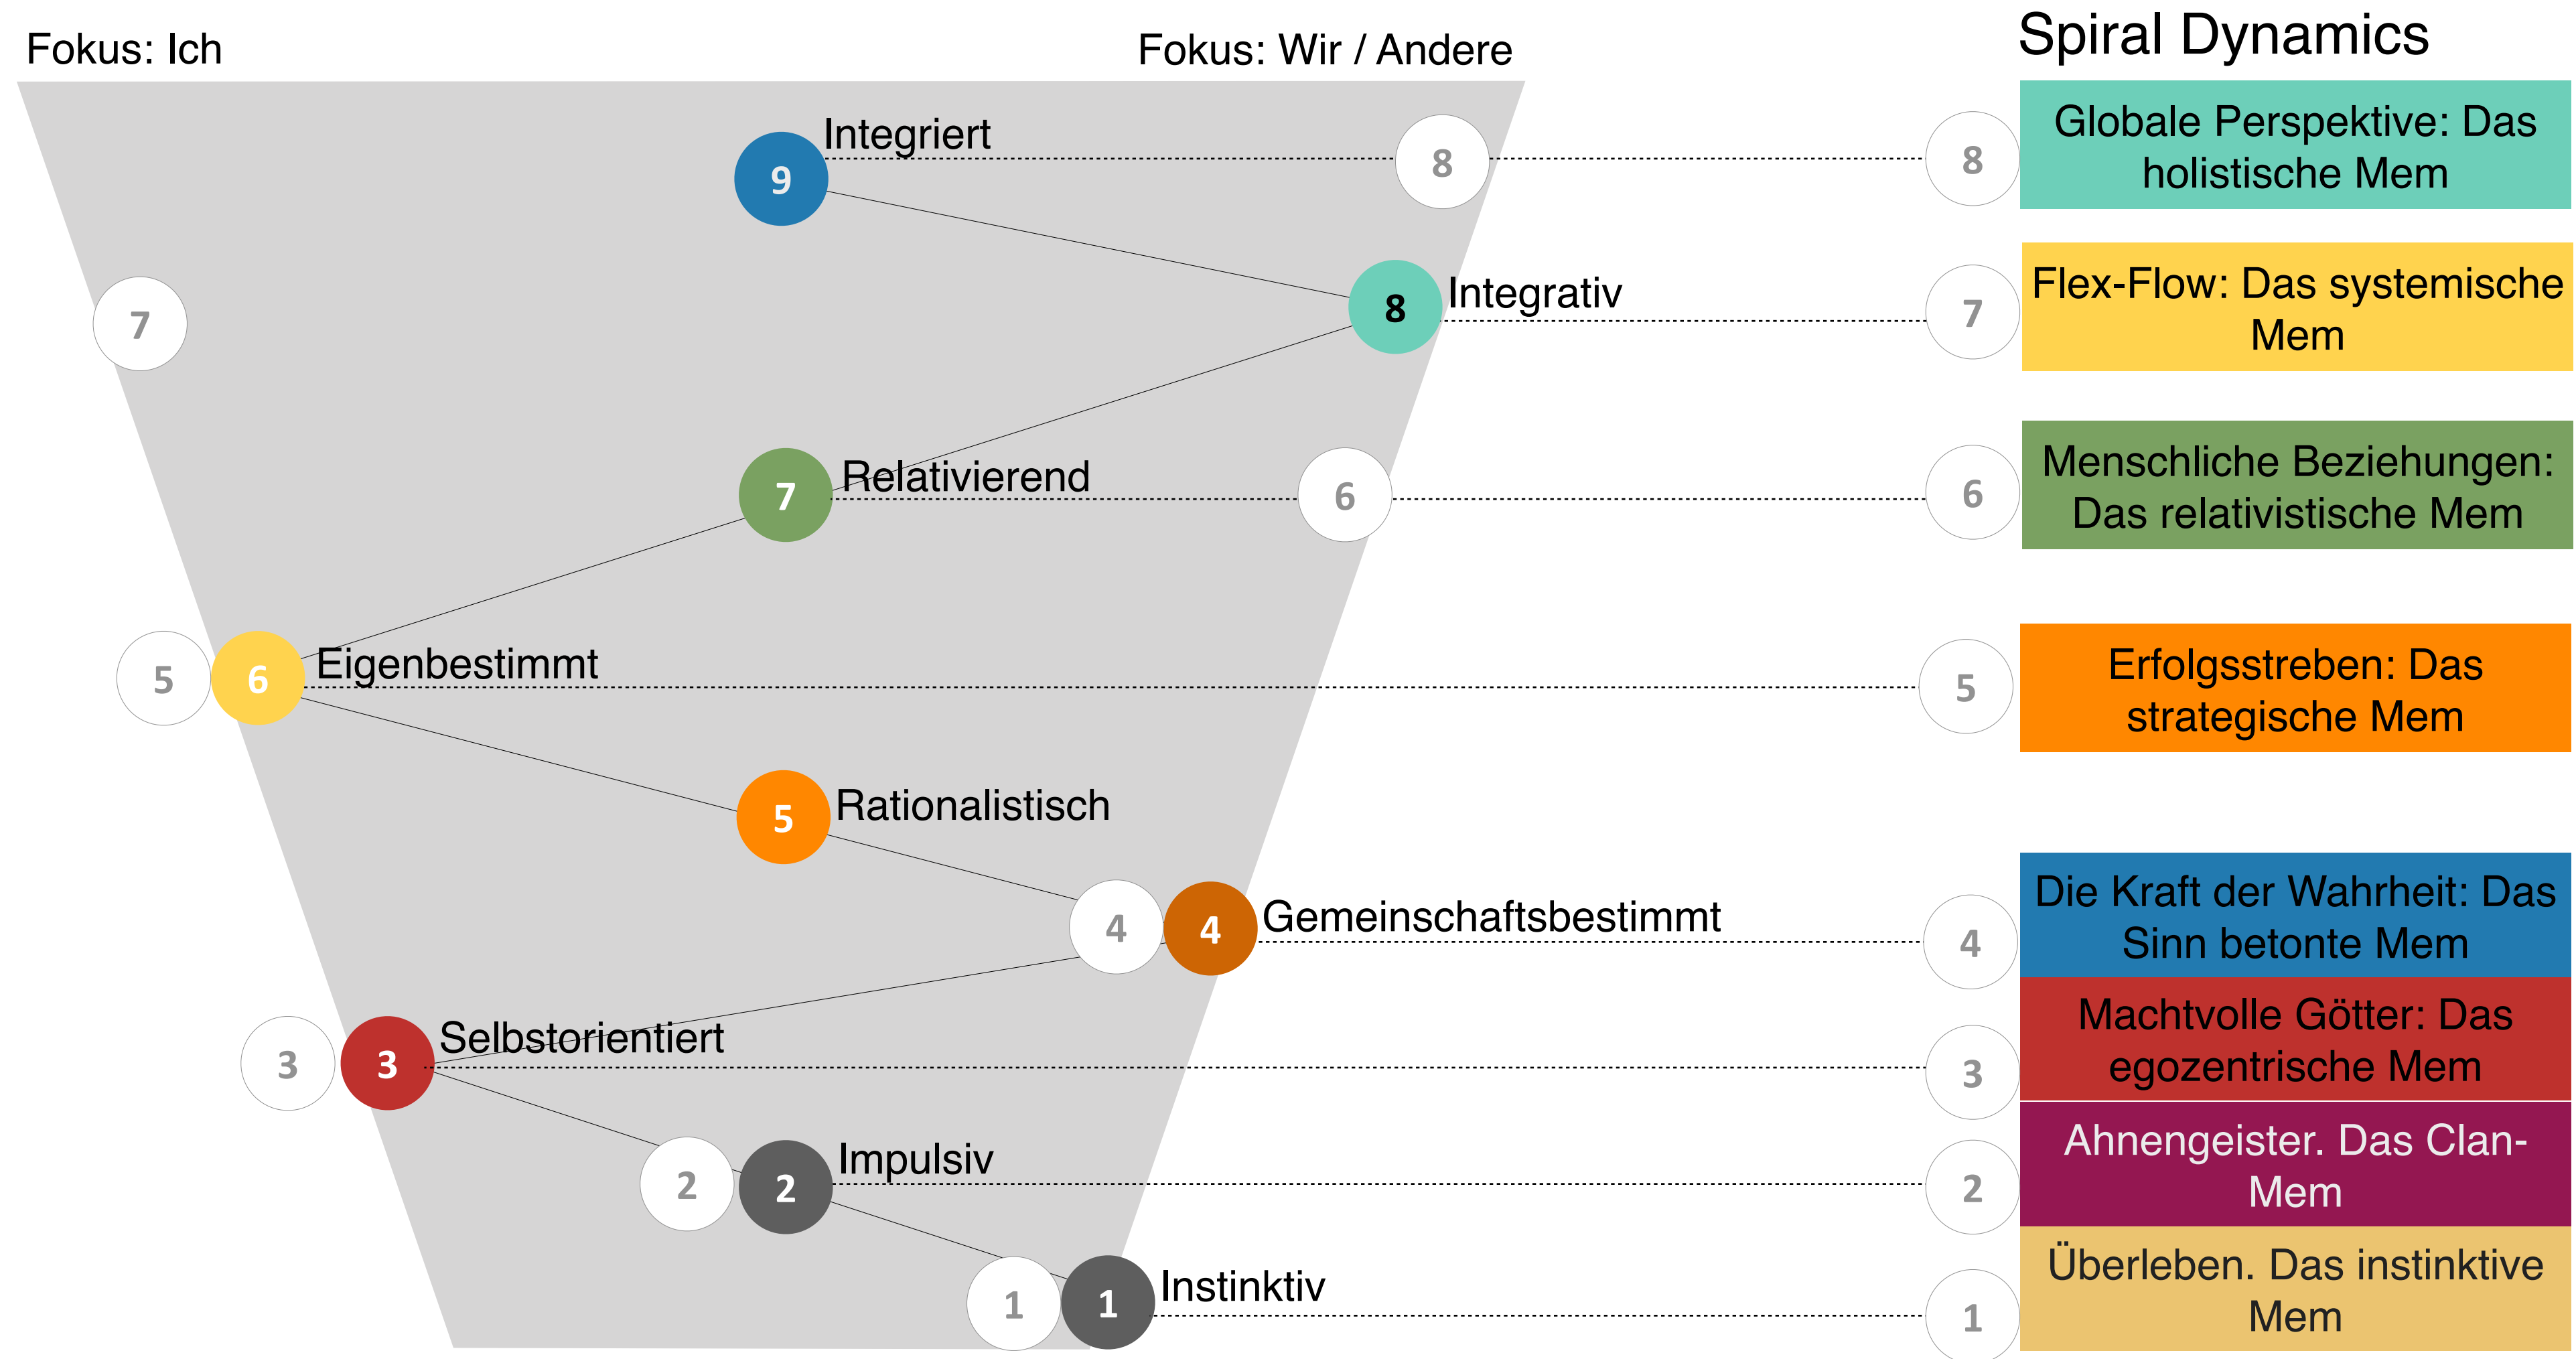 Fokus: Ich
Fokus: Wir / Andere
Spiral Dynamics
Integriert
9
8
8
Globale Perspektive: Das
holistische Mem
7
8
Integrativ
7
Flex-Flow: Das systemische
Mem
7
Relativierend
6
6
Menschliche Beziehungen:
Das relativistische Mem
5
6
Eigenbestimmt
5
Erfolgsstreben: Das
strategische Mem
5
Rationalistisch
4
4
Gemeinschaftsbestimmt
4
Die Kraft der Wahrheit: Das
Sinn betonte Mem
3
3
Selbstorientiert
3
Machtvolle Götter: Das
egozentrische Mem
2
2
Impulsiv
2
Ahnengeister. Das Clan-
Mem
1
1
Instinktiv
1
Überleben. Das instinktive
Mem